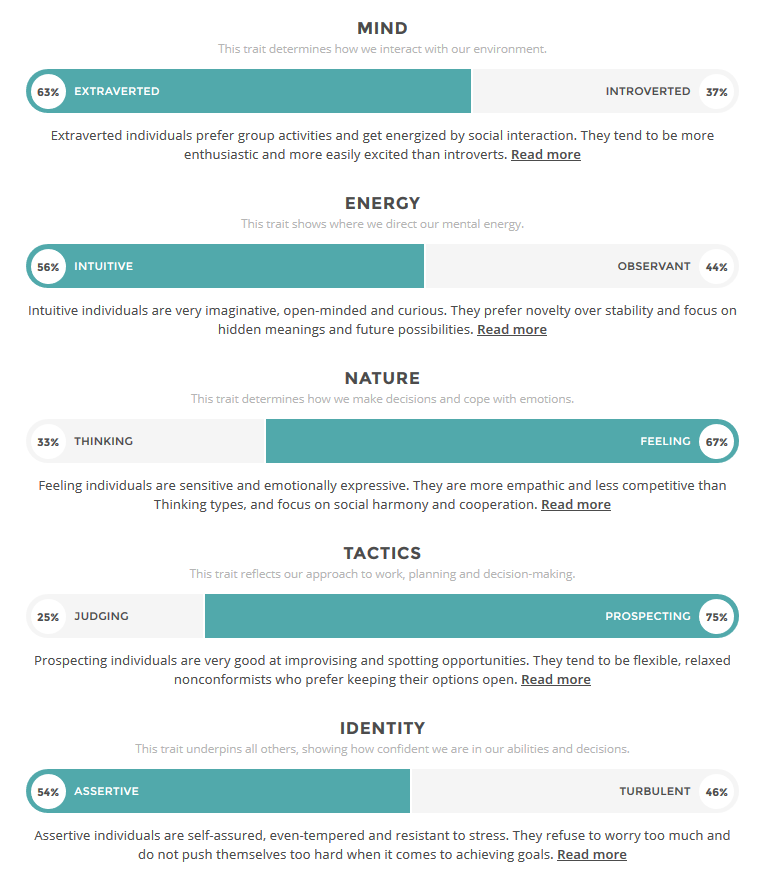 MIND
This trait determines how we interact with our environment.
63% EXTRAVERTED INTROVERTED 37%
Extraverted individuals prefer group activities and get energized by social interaction. They tend to be more
enthusiastic and more easily excited than introverts. Read more
ENERGY
This trait shows where we direct our mental energy.
56% INTUITIVE OBSERVANT 44%
Intuitive individuals are very imaginative, open-minded and curious. They prefer novelty over stability and focus on
hidden meanings and future possibilities. Read more
NATURE
This trait determines how we make decisions and cope with emotions.
33% THINKING FEELING 67%
Feeling individuals are sensitive and emotionally expressive. They are more empathic and less competitive than
Thinking types, and focus on social harmony and cooperation. Read more
TACTICS
This trait reflects our approach to work, planning and decision-making.
25% JUDGING PROSPECTING 75%
Prospecting individuals are very good at improvising and spotting opportunities. They tend to be flexible, relaxed
nonconformists who prefer keeping their options open. Read more
IDENTITY
This trait underpins all others, showing how confident we are in our abilities and decisions.
54% ASSERTIVE TURBULENT 46%
Assertive individuals are self-assured, even-tempered and resistant to stress. They refuse to worry too much and
do not push themselves too hard when it comes to achieving goals. Read more